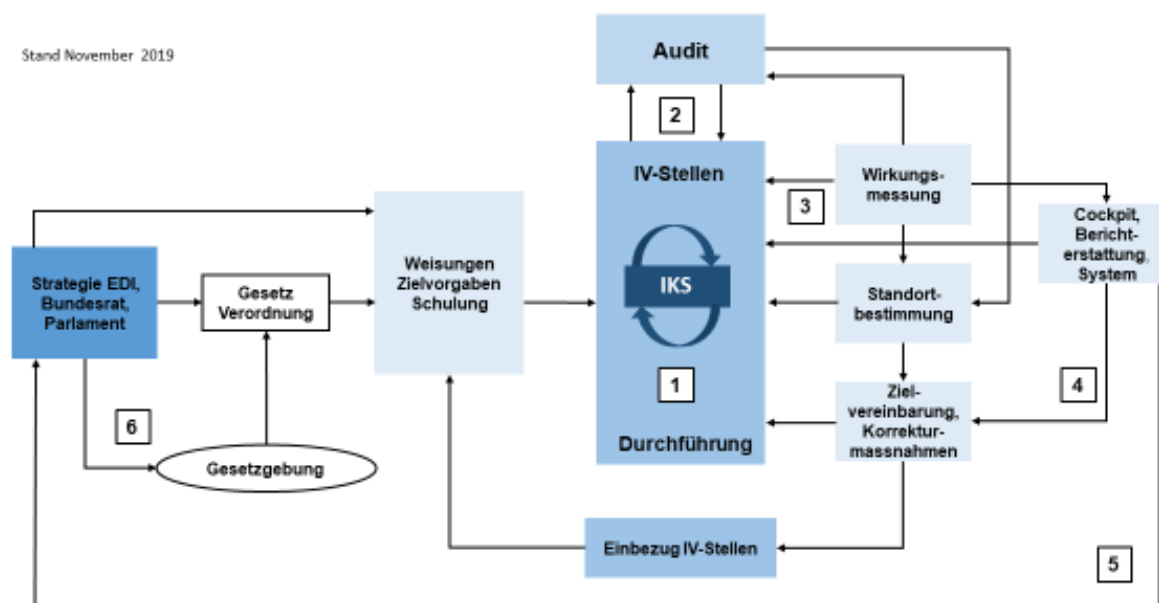 Stand November 2019
Audit
2
IV-Stellen
Wirkungs-
messung
3
Cockpit,
Bericht-
erstattung,
System
Strategie EDI,
Bundesrat,
Parlament
Gesetz
Verordnung
Weisungen
Zielvorgaben
Schulung
IKS
Standort-
bestimmung
1
4
Ziel-
vereinbarung,
Korrektur-
massnahmen
6
Durchführung
Gesetzgebung
Einbezug IV-Stellen
5